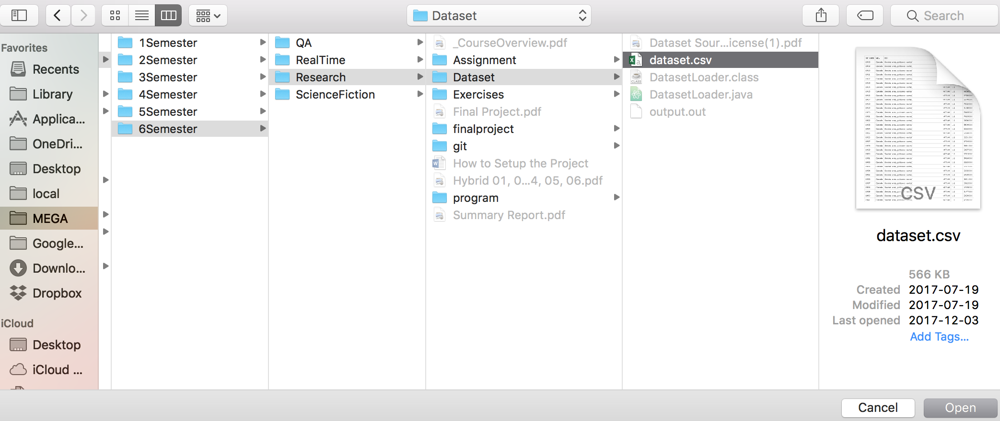 Dataset
Search
Favorites
Recents
Library
Applica...
OneDri...
Desktop
local
MEGA
Google...
Downlo...
Dropbox
iCloud
Desktop
iCloud ...
1Semester
2Semester
3Semester
4Semester
5Semester
6Semester
QA
RealTime
Research
ScienceFiction
_CourseOverview.pdf
Assignment
Dataset
Exercises
Final Project.pdf
finalproject
git
How to Setup the Project
Hybrid 01, 0...4, 05, 06.pdf
program
Summary Report.pdf
Dataset Sour...icense(1).pdf
dataset.csv
DatasetLoader.class
DatasetLoader.java
output.out
CSV
dataset.csv
566 KB
Created 2017-07-19
Modified 2017-07-19
Last opened 2017-12-03
Add Tags...
Cancel
Open